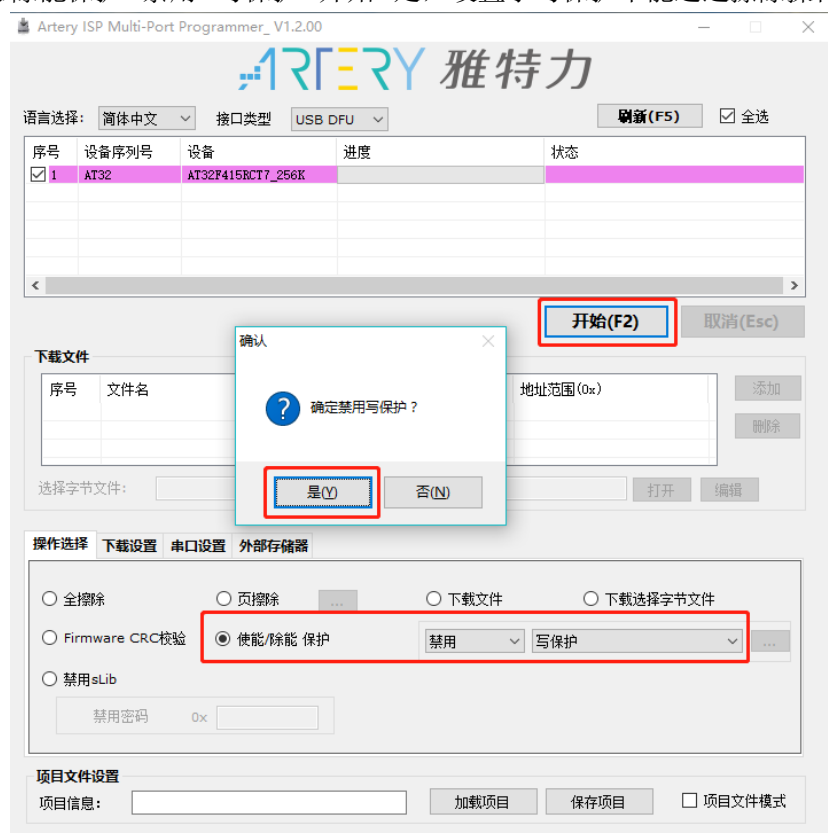 Artery ISP Multi-Port Programmer_ V1.2.00
ARTERY 雅特力
语言选择: 简体中文 接口类型 USB DFU 刷新(F5) 全选
序号 设备序列号 设备 进度 状态
1 AT32 AT32F415RCT7_256K
开始(F2) 取消(Esc)
确认
下载文件
序号 文件名 地址范围(0x) 添加
确定禁用写保护？
删除
选择字节文件: 打开 编辑
是(Y) 否(N)
操作选择 下载设置 串口设置 外部存储器
全擦除 页擦除 ... 下载文件 下载选择字节文件
Firmware CRC校验 使能/除能 保护 禁用 写保护 ...
禁用sLib
禁用密码 0x
项目文件设置
项目信息: 加载项目 保存项目 项目文件模式